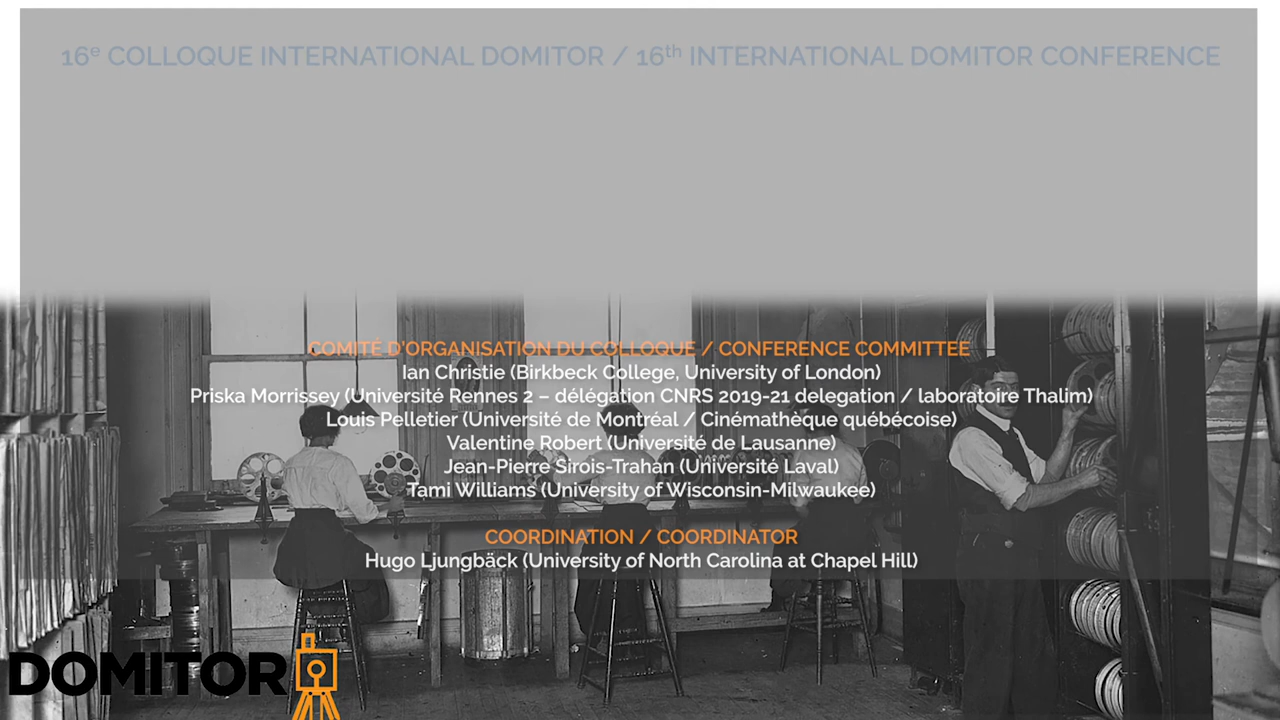 16e COLLOQUE INTERNATIONAL DOMITOR / 16th INTERNATIONAL DOMITOR CONFERENCE
COMITÉ D'ORGANISATION DU COLLOQUE / CONFERENCE COMMITTEE
Ian Christie (Birkbeck College, University of London)
Priska Morrissey (Université Rennes 2 – délégation CNRS 2019-21 delegation / laboratoire Thalim)
Louis Pelletier (Université de Montréal / Cinémathèque québécoise)
Valentine Robert (Université de Lausanne)
Jean-Pierre Sirois-Trahan (Université Laval)
Tami Williams (University of Wisconsin-Milwaukee)
COORDINATION / COORDINATOR
Hugo Ljungbäck (University of North Carolina at Chapel Hill)
DOMITOR